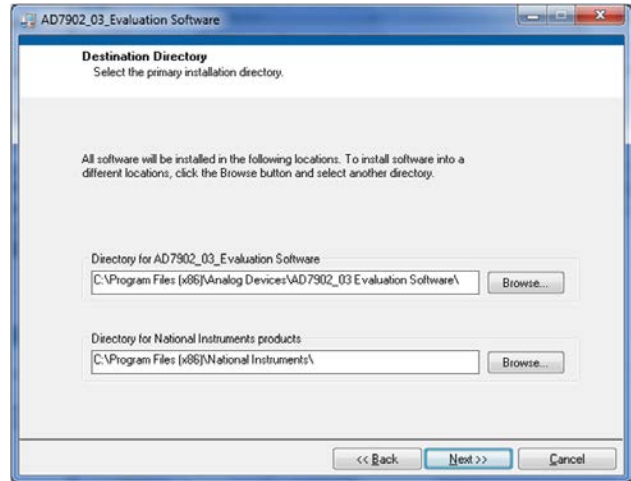 AD7902_03_Evaluation Software
Destination Directory
Select the primary installation directory.
All software will be installed in the following locations. To install software into a
different locations, click the Browse button and select another directory.
Directory for AD7902_03_Evaluation Software
C:\Program Files (x86)\Analog Devices\AD7902_03 Evaluation Software\
Browse...
Directory for National Instruments products
C:\Program Files (x86)\National Instruments\
Browse...
<< Back
Next >>
Cancel